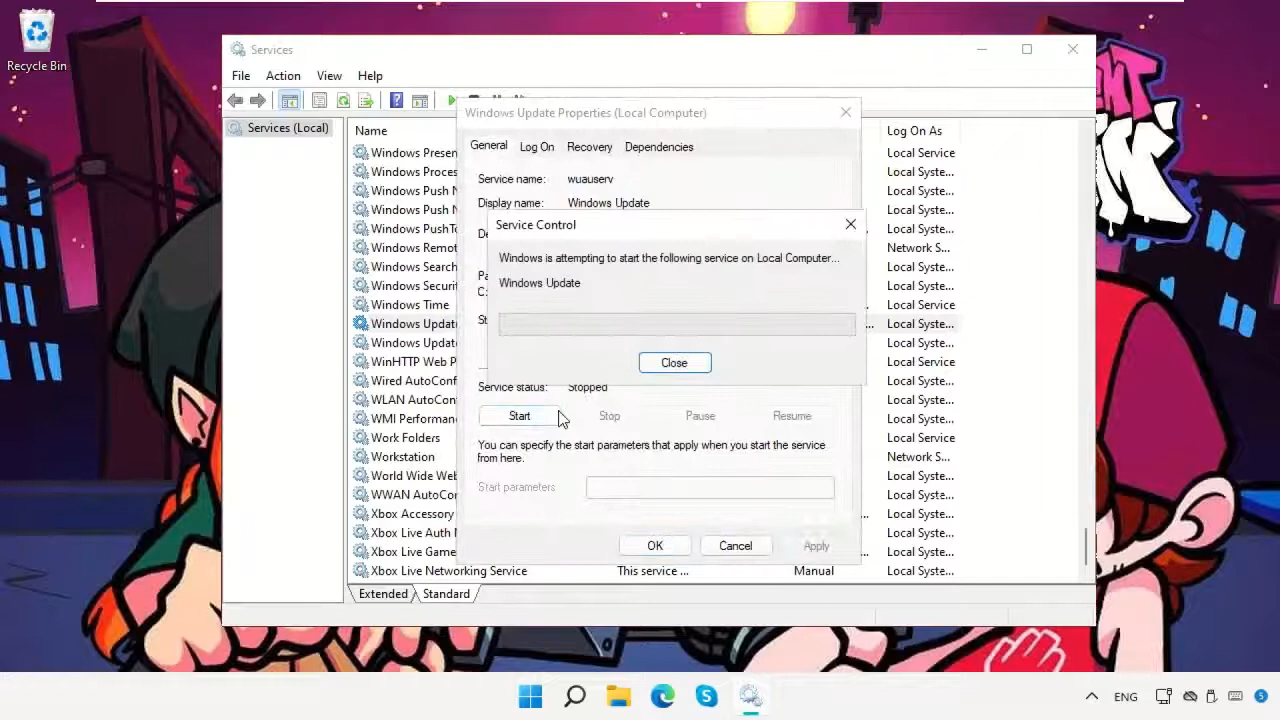 Recycle Bin
Services
File Action View Help
Windows Update Properties (Local Computer)
Services (Local)
Name
Log On As
General Log On Recovery Dependencies
Windows Presen
Local Service
Windows Proces
Local Syste...
Service name: wuauserv
Windows Push N
Local Syste...
Display name: Windows Update
Windows Push N
Local Syste...
Service Control
Windows PushTo
Local Syste...
De
Windows Remot
Network S...
Windows is attempting to start the following service on Local Computer...
Windows Search
Local Syste...
Pa
Windows Update
Windows Securit
Local Syste...
C:
Windows Time
Local Service
St
Windows Updat
... Local Syste...
Windows Updat
Local Syste...
WinHTTP Web P
Local Service
Close
Wired AutoConf
Local Syste...
Service status: Stopped
WLAN AutoConf
Local Syste...
Start Stop Pause Resume
WMI Performan
Local Syste...
Work Folders
Local Service
You can specify the start parameters that apply when you start the service
from here.
Workstation
Network S...
World Wide Web
Local Syste...
Start parameters
WWAN AutoCon
Local Syste...
Xbox Accessory
Local Syste...
Xbox Live Auth
Local Syste...
OK Cancel Apply
Xbox Live Game
Local Syste...
Xbox Live Networking Service This service ... Manual Local Syste...
Extended Standard
ENG
5